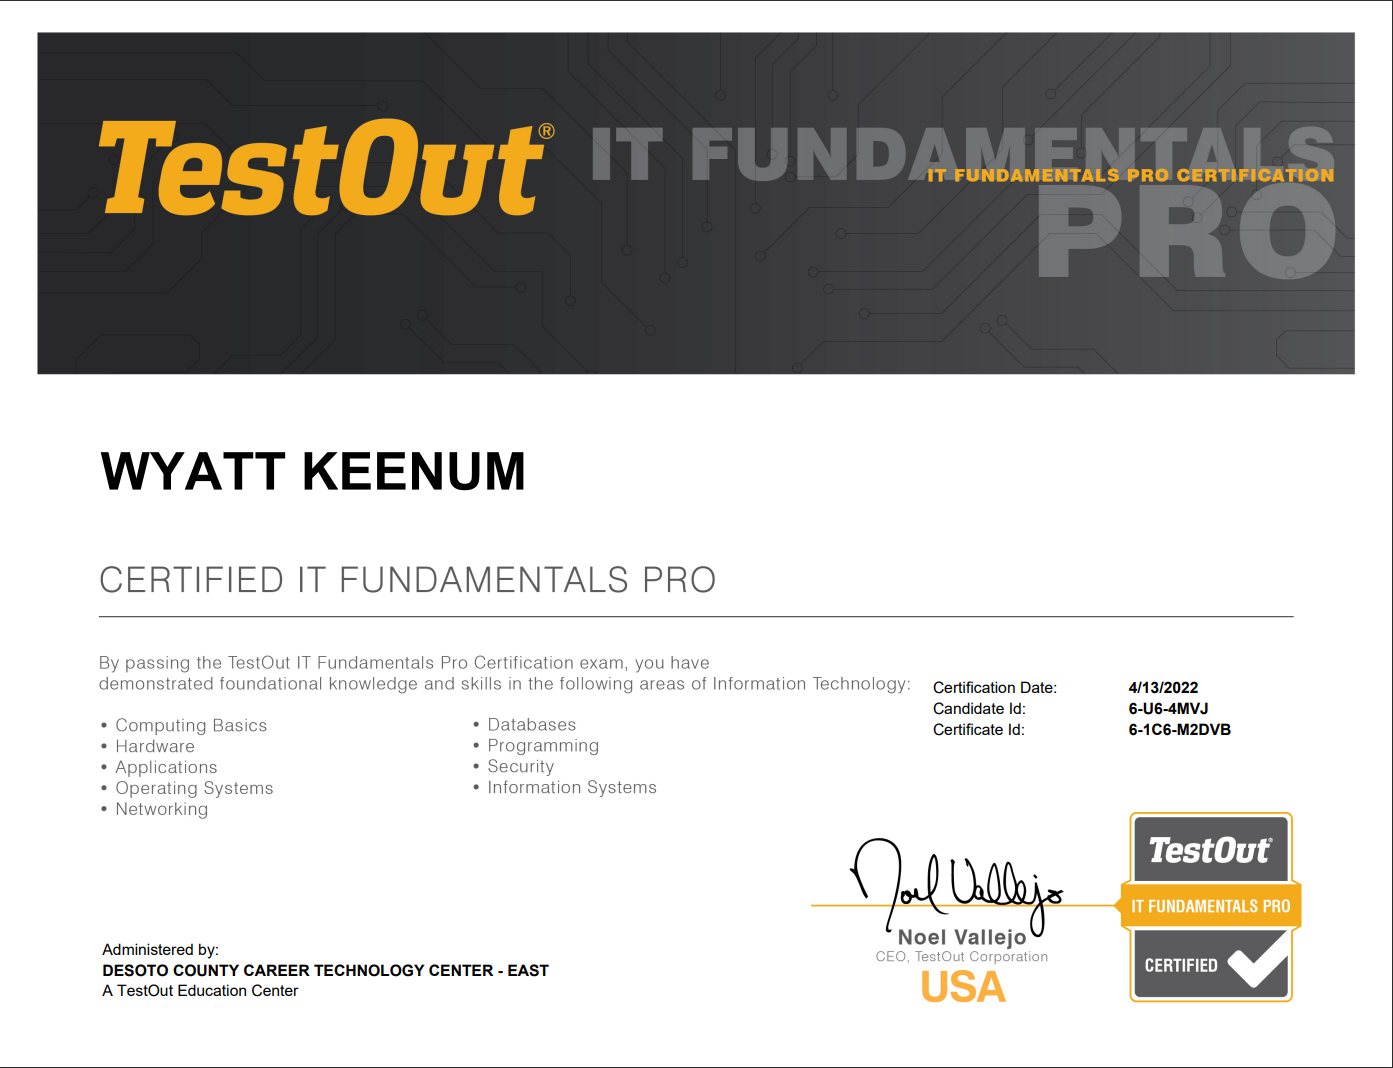 TestOut®
IT FUNDAMENTALS
IT FUNDAMENTALS PRO CERTIFICATION
PRO
WYATT KEENUM
CERTIFIED IT FUNDAMENTALS PRO
By passing the TestOut IT Fundamentals Pro Certification exam, you have
demonstrated foundational knowledge and skills in the following areas of Information Technology:
• Computing Basics
• Hardware
• Applications
• Operating Systems
• Networking
• Databases
• Programming
• Security
• Information Systems
Certification Date: 4/13/2022
Candidate Id: 6-U6-4MVJ
Certificate Id: 6-1C6-M2DVB
Administered by:
DESOTO COUNTY CAREER TECHNOLOGY CENTER - EAST
A TestOut Education Center
Noel Vallejo
Noel Vallejo
CEO, TestOut Corporation
USA
TestOut®
IT FUNDAMENTALS PRO
CERTIFIED